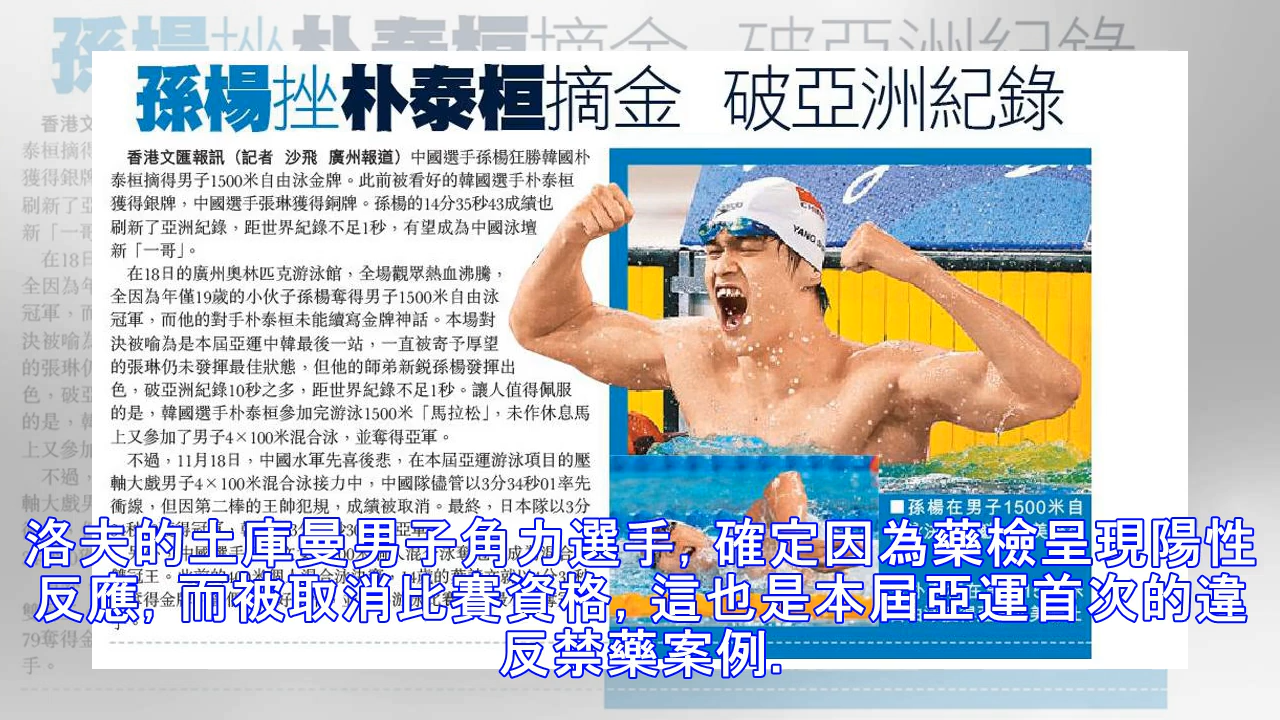 孫楊挫朴泰桓摘金 破亞洲紀錄
香港文匯報訊（記者 沙飛 廣州報道）中國選手孫楊狂勝韓國朴
泰桓摘得男子1500米自由泳金牌。此前被看好的韓國選手朴泰桓
獲得銀牌，中國選手張琳獲得銅牌。孫楊的14分35秒43成績也
刷新了亞洲紀錄，距世界紀錄不足1秒，有望成為中國泳壇
新「一哥」。
在18日的廣州奧林匹克游泳館，全場觀眾熱血沸騰，
全因為年僅19歲的小伙子孫楊奪得男子1500米自由泳
冠軍，而他的對手朴泰桓未能續寫金牌神話。本場對
決被喻為是本屆亞運中韓最後一站，一直被寄予厚望
的張琳仍未發揮最佳狀態，但他的師弟新銳孫楊發揮出
色，破亞洲紀錄10秒之多，距世界紀錄不足1秒。讓人值得佩服
的是，韓國選手朴泰桓參加完游泳1500米「馬拉松」，未作休息馬
上又參加了男子4×100米混合泳，並奪得亞軍。
不過，11月18日，中國水軍先喜後悲，在本屆亞運游泳項目的壓
軸大戲男子4×100米混合泳接力中，中國隊儘管以3分34秒01率先
衝線，但因第二棒的王帥犯規，成績被取消。最終，日本隊以3分
■孫楊在男子1500米自
洛夫的土庫曼男子角力選手, 確定因為藥檢呈現陽性
反應, 而被取消比賽資格, 這也是本屆亞運首次的違
反禁藥案例.